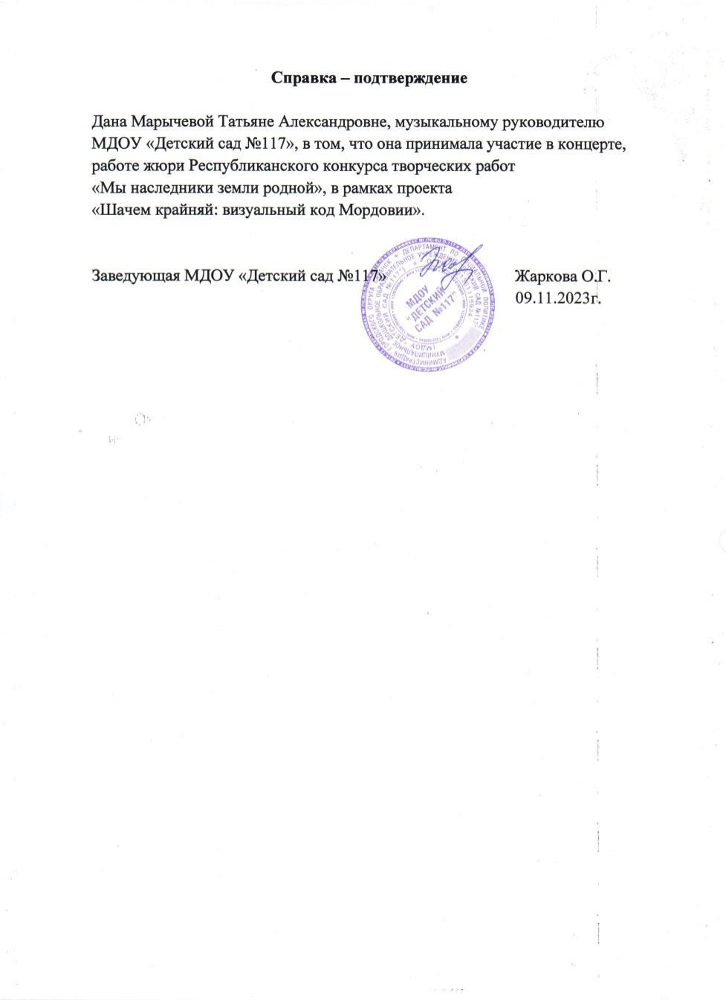 Справка – подтверждение
Дана Марычевой Татьяне Александровне, музыкальному руководителю
МДОУ «Детский сад №117», в том, что она принимала участие в концерте,
работе жюри Республиканского конкурса творческих работ
«Мы наследники земли родной», в рамках проекта
«Шачем крайняй: визуальный код Мордовии».
Заведующая МДОУ «Детский сад №117»
Жаркова О.Г.
09.11.2023г.
МДОУ
"ДЕТСКИЙ
САД №117"